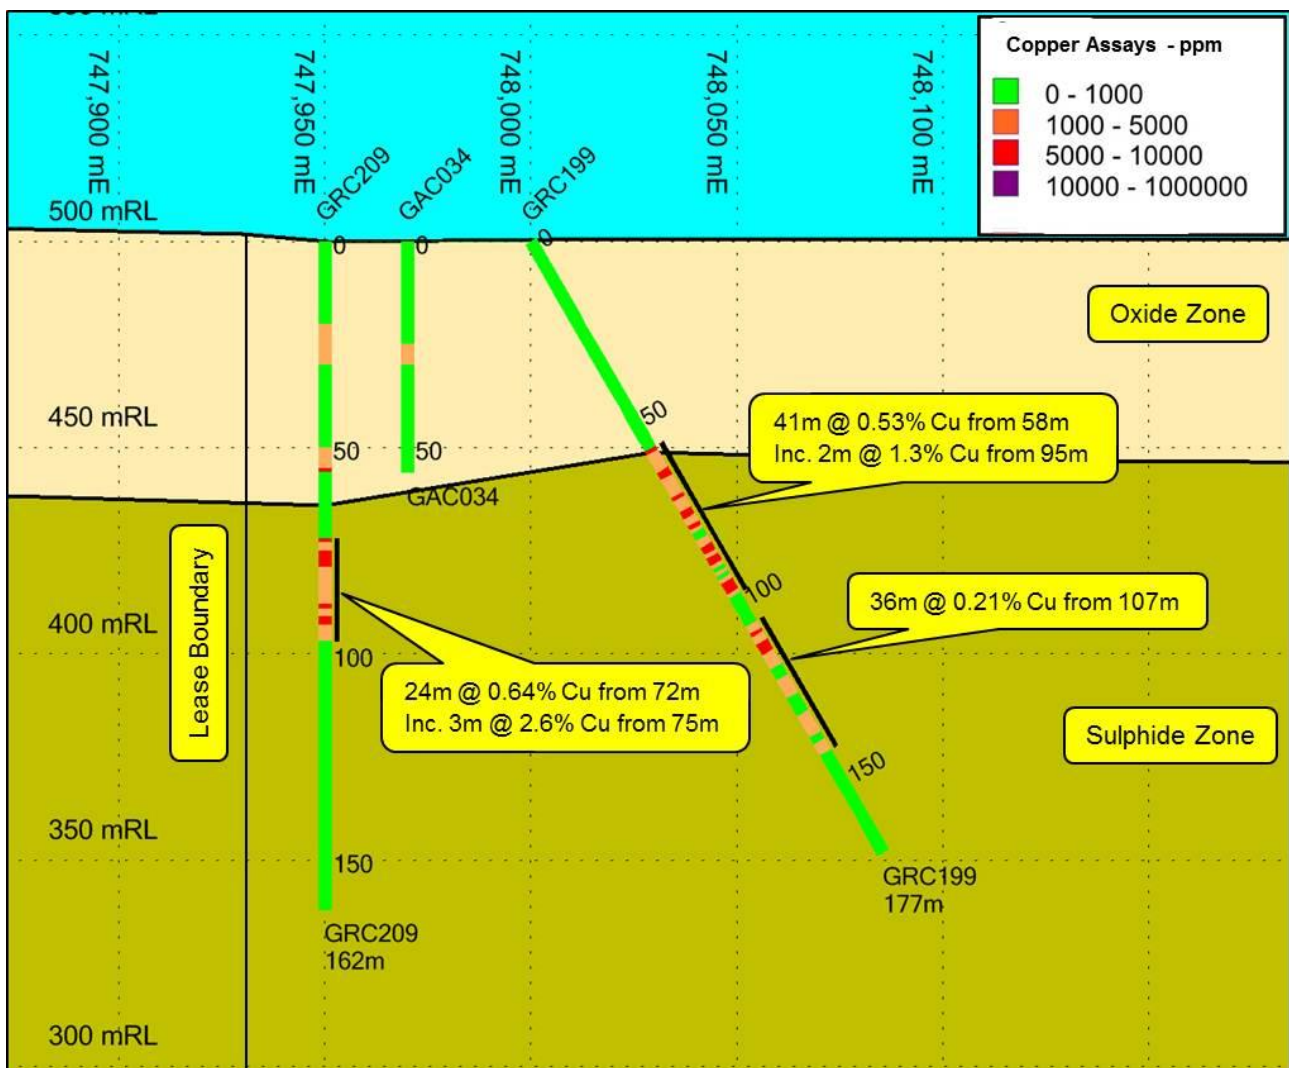 Copper Assays - ppm
0 - 1000
1000 - 5000
5000 - 10000
10000 - 1000000
747,900 mE
747,950 mE
748,000 mE
748,050 mE
748,100 mE
GRC209
GAC034
GRC199
500 mRL
0
0
0
Oxide Zone
450 mRL
50
50
50
GAC034
41m @ 0.53% Cu from 58m
Inc. 2m @ 1.3% Cu from 95m
Lease Boundary
400 mRL
100
100
36m @ 0.21% Cu from 107m
24m @ 0.64% Cu from 72m
Inc. 3m @ 2.6% Cu from 75m
Sulphide Zone
350 mRL
150
150
GRC199
177m
GRC209
162m
300 mRL